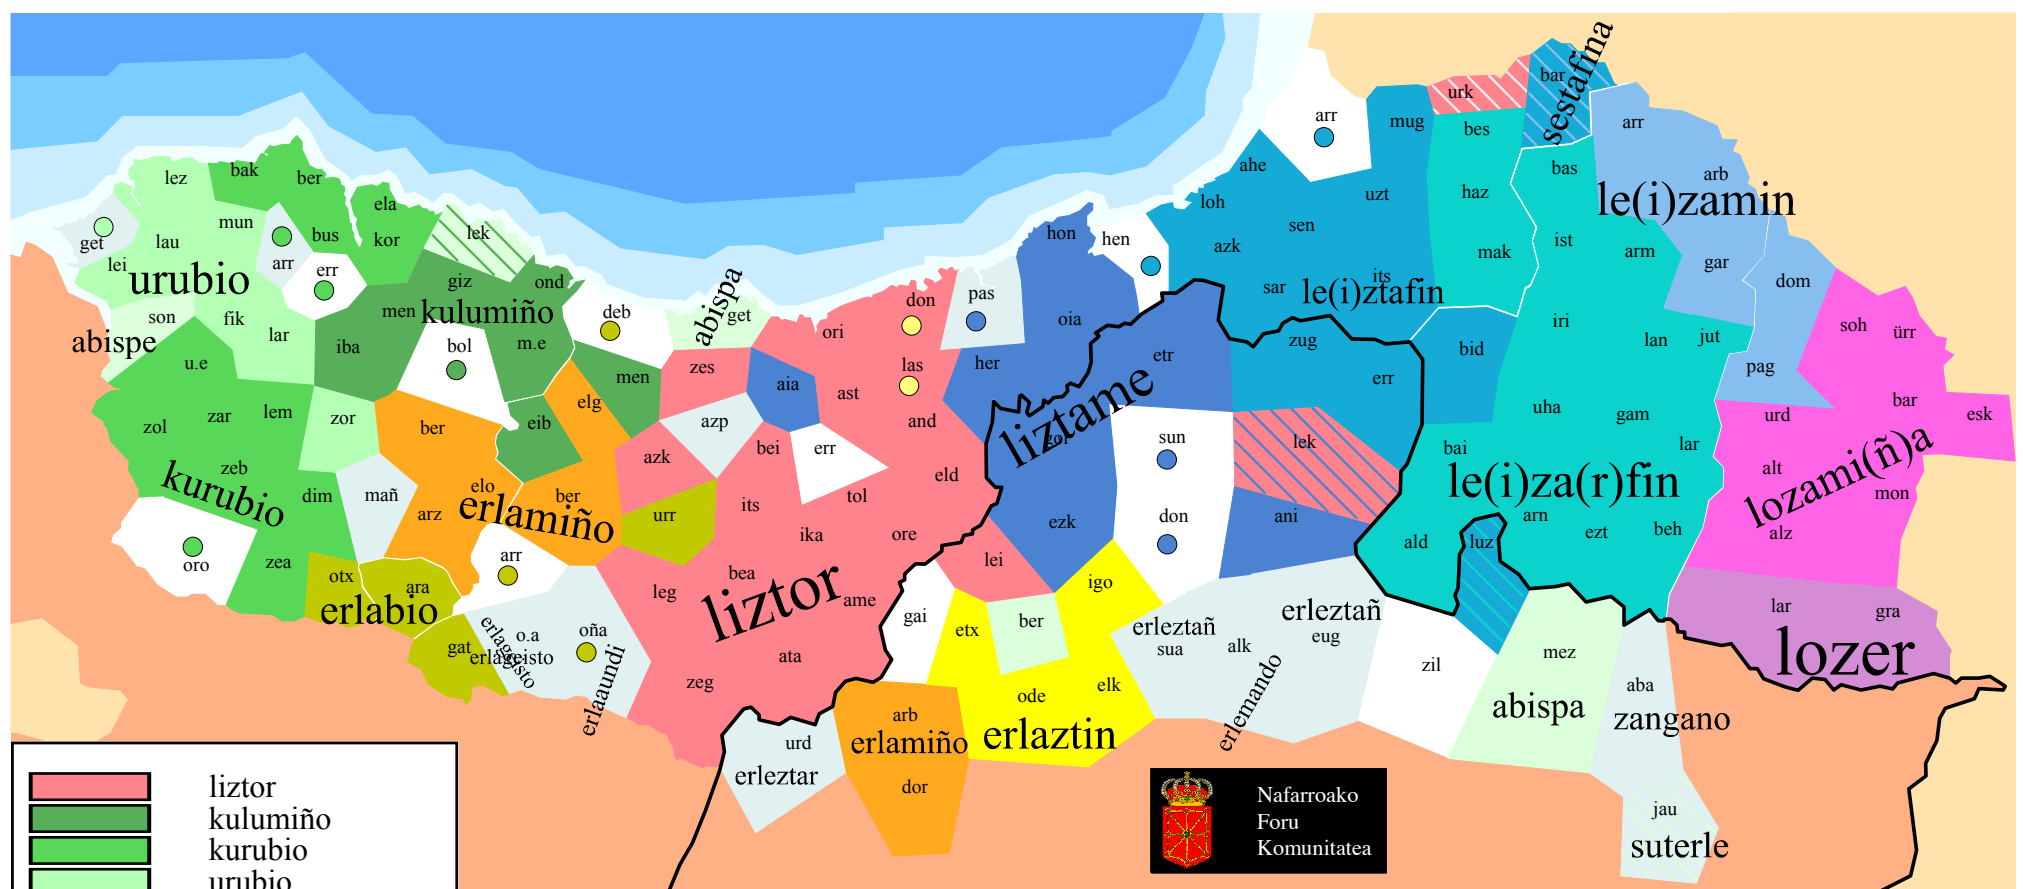 sestafina
bar
urk
arr
mug
bes
arr
ahe
bas
arb
le(i)zamin
lez
bak
ber
ela
uzt
haz
loh
sen
mun
lau
bus
kor
lek
hon
hen
azk
mak
ist
arm
get
lei
arr
err
urubio
giz
ond
its
gar
dom
sar
le(i)ztafin
abispa
get
don
pas
kulumiño
men
deb
son
fik
oia
iri
soh
ürr
abispe
lar
iba
bol
m.e
ori
zug
bid
lan
jut
u.e
men
zes
las
her
etr
err
pag
aia
ast
liztame
zar
lem
zor
ber
elg
eib
azp
and
uha
gam
urd
bar
esk
zol
bei
err
gol
sun
lek
bai
lar
lozami(ñ)a
zeb
azk
eld
alt
kurubio
dim
mañ
elo
ber
tol
le(i)za(r)fin
mon
erlamiño
arz
urr
its
ezk
don
ani
arn
ika
ore
ald
luz
ezt
beh
alz
oro
zea
arr
lei
otx
ara
bea
leg
liztor
ame
igo
erlabio
gai
etx
ber
erleztañ
erleztañ
lar
gra
erlageisto
o.a
oña
sua
alk
eug
gat
erlageisto
ata
zil
mez
lozer
erlaaundi
zeg
ode
elk
erlemando
aba
abispa
zangano
arb
urd
erlamiño
erlaztin
erleztar
dor
Nafarroako
Foru
Komunitatea
jau
suterle
liztor
kulumiño
kurubio
urubio